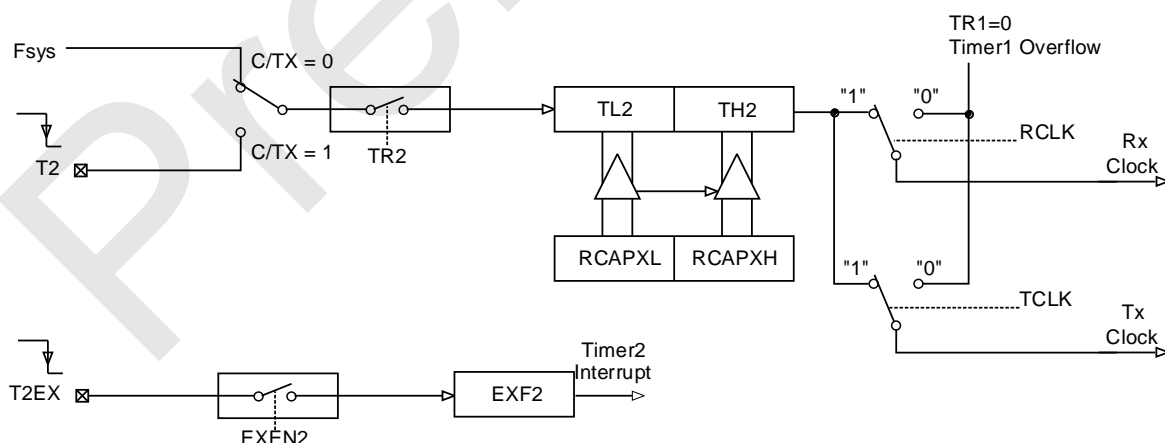 TR1=0
Timer1 Overflow
Fsys
C/TX = 0
TL2
TH2
"1"
"0"
TR2
RCLK
Rx
Clock
T2
C/TX = 1
RCAPXL
RCAPXH
"1"
"0"
TCLK
Tx
Clock
Timer2
Interrupt
T2EX
EXF2
EXEN2
Pre